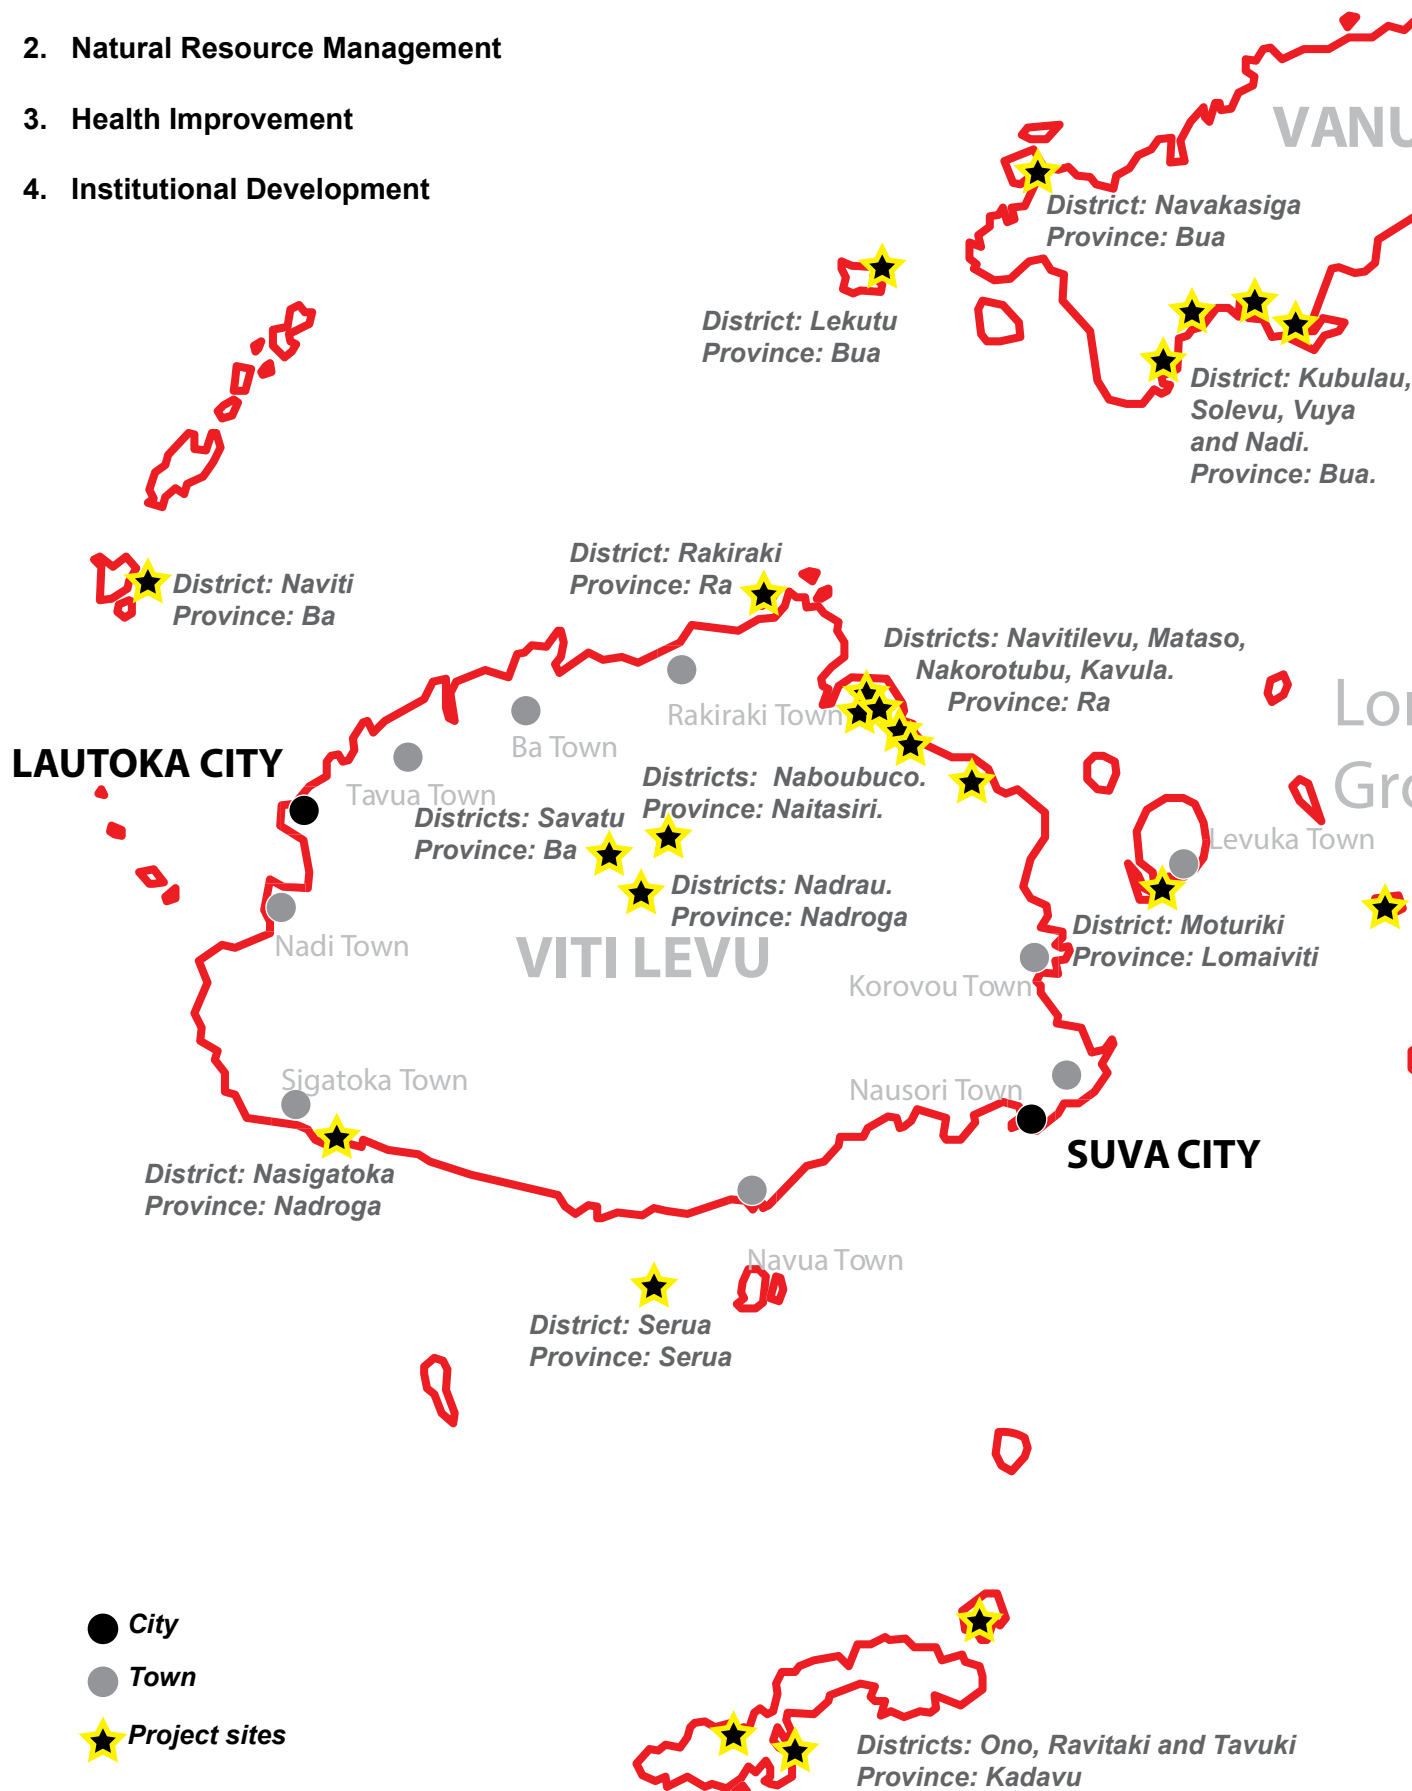 2. Natural Resource Management
3. Health Improvement
4. Institutional Development
VANU
District: Navakasiga
Province: Bua
District: Lekutu
Province: Bua
District: Kubulau,
Solevu, Vuya
and Nadi.
Province: Bua.
District: Naviti
Province: Ba
District: Rakiraki
Province: Ra
Districts: Navitilevu, Mataso,
Nakorotubu, Kavula.
Province: Ra
Rakiraki Town
Ba Town
Tavua Town
LAUTOKA CITY
Lor
Gro
Districts: Naboubuco.
Province: Naitasiri.
Districts: Savatu
Province: Ba
Levuka Town
Districts: Nadrau.
Province: Nadroga
District: Moturiki
Province: Lomaiviti
Nadi Town
VITI LEVU
Korovou Town
Sigatoka Town
Nausori Town
SUVA CITY
District: Nasigatoka
Province: Nadroga
Navua Town
District: Serua
Province: Serua
City
Town
Project sites
Districts: Ono, Ravitaki and Tavuki
Province: Kadavu